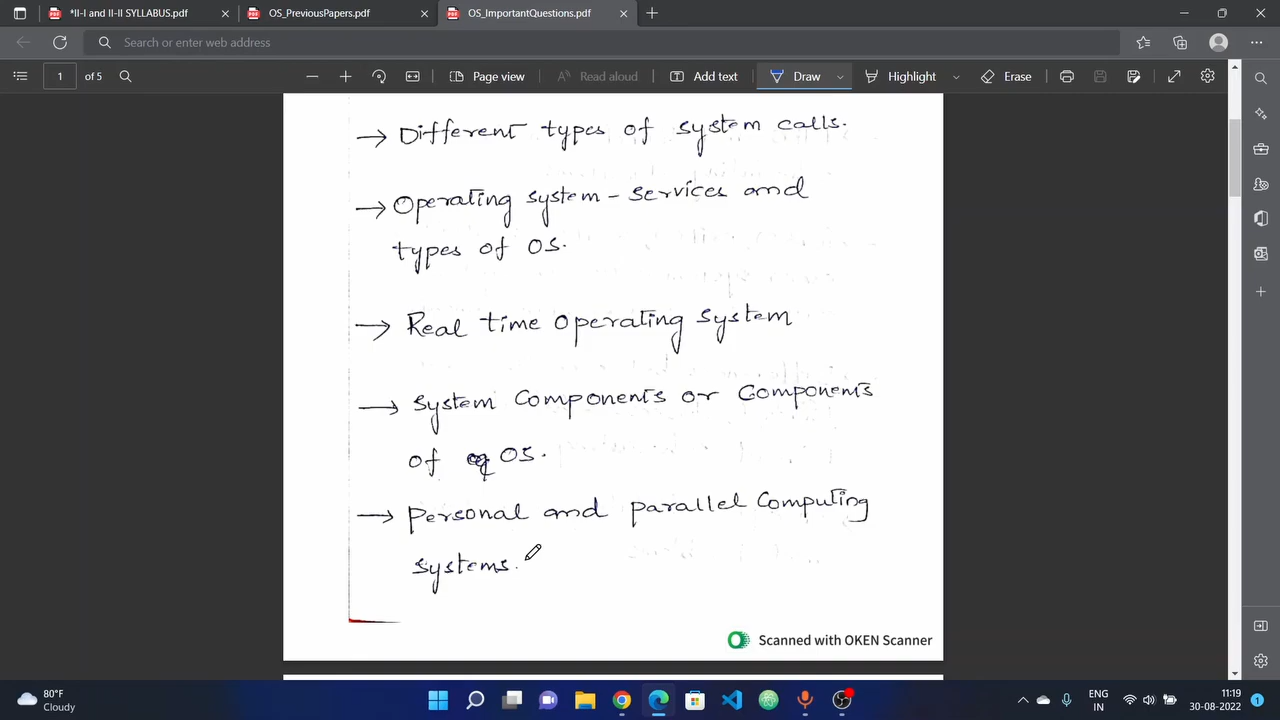 *II-I and II-II SYLLABUS.pdf
OS_PreviousPapers.pdf
OS_ImportantQuestions.pdf
Search or enter web address
1 of 5
Page view
Read aloud
Add text
Draw
Highlight
Erase
→ Different types of system calls.
→ Operating system - services and
types of OS.
→ Real time operating system
→ system components or components
of OS.
→ personal and parallel computing
systems.
Scanned with OKEN Scanner
80°F
Cloudy
ENG
IN
11:19
30-08-2022
1